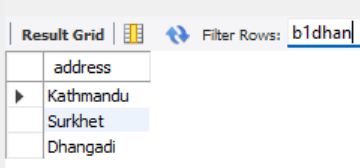 Result Grid Filter Rows: b1dhan
address
Kathmandu
Surkhet
Dhangadi